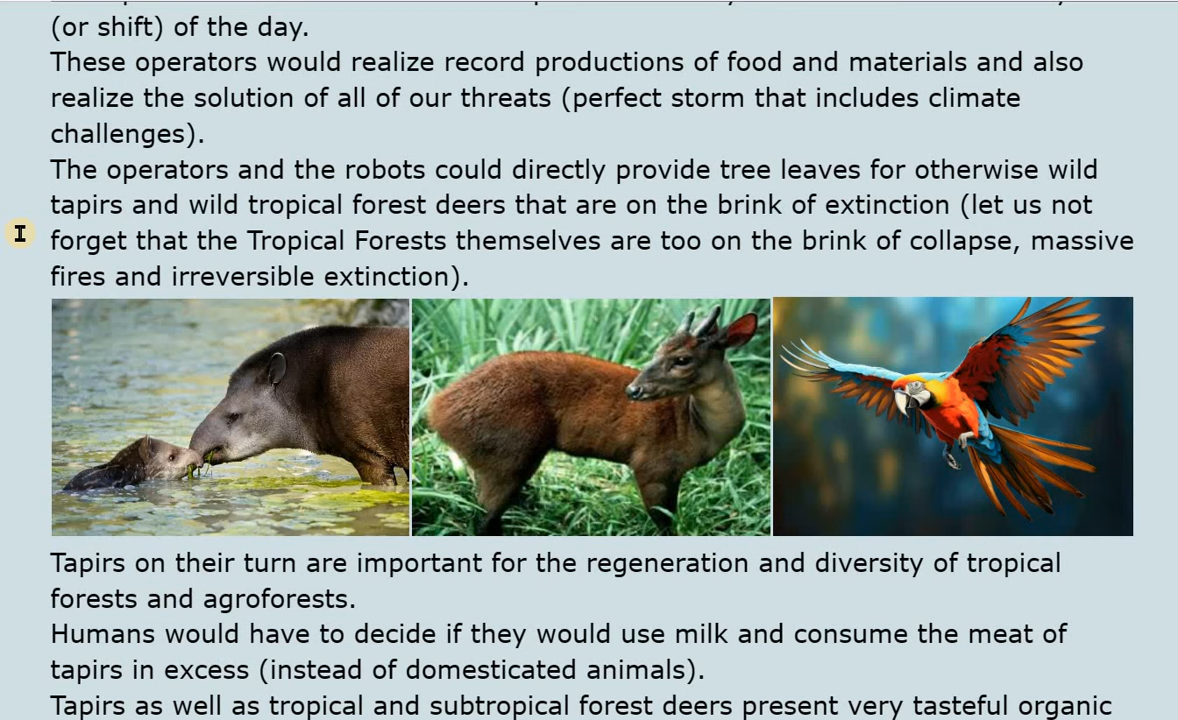 (or shift) of the day.
These operators would realize record productions of food and materials and also
realize the solution of all of our threats (perfect storm that includes climate
challenges).
The operators and the robots could directly provide tree leaves for otherwise wild
tapirs and wild tropical forest deers that are on the brink of extinction (let us not
forget that the Tropical Forests themselves are too on the brink of collapse, massive
fires and irreversible extinction).
Tapirs on their turn are important for the regeneration and diversity of tropical
forests and agroforests.
Humans would have to decide if they would use milk and consume the meat of
tapirs in excess (instead of domesticated animals).
Tapirs as well as tropical and subtropical forest deers present very tasteful organic